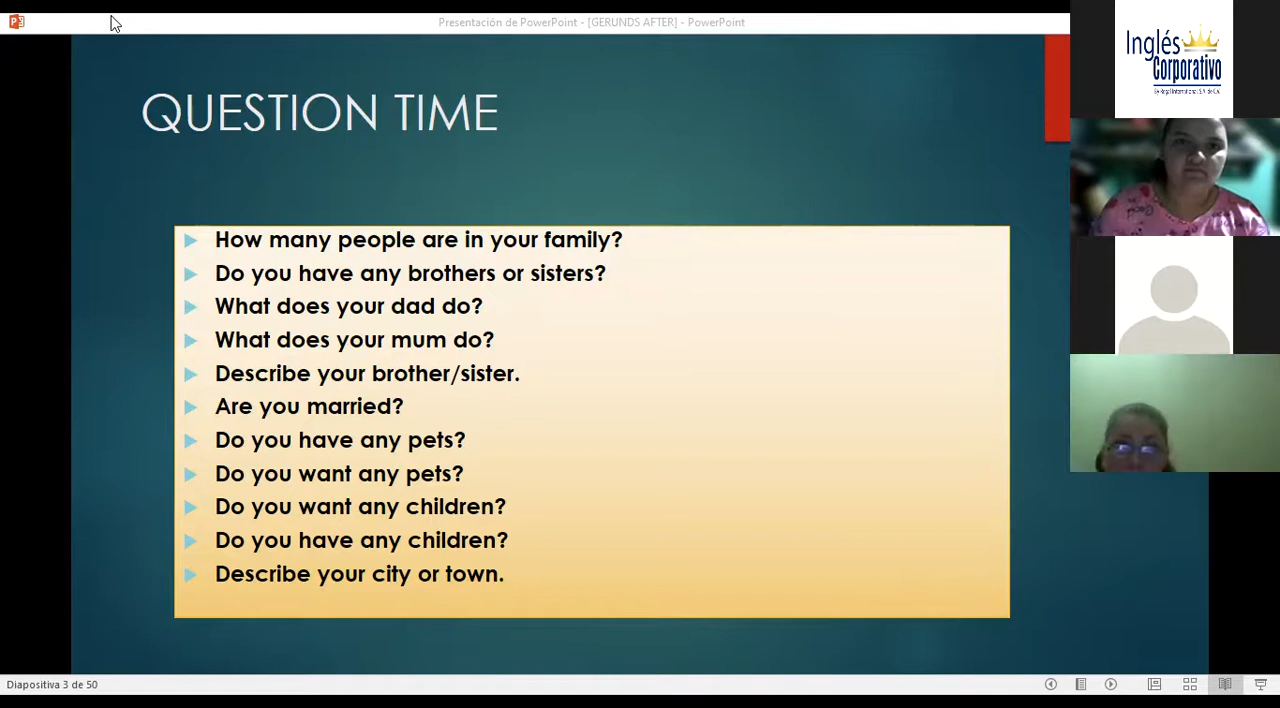 Presentación de PowerPoint - [GERUNDS AFTER] - PowerPoint
Inglés
Corporativo
QUESTION TIME
How many people are in your family?
Do you have any brothers or sisters?
What does your dad do?
What does your mum do?
Describe your brother/sister.
Are you married?
Do you have any pets?
Do you want any pets?
Do you want any children?
Do you have any children?
Describe your city or town.
Diapositiva 3 de 50